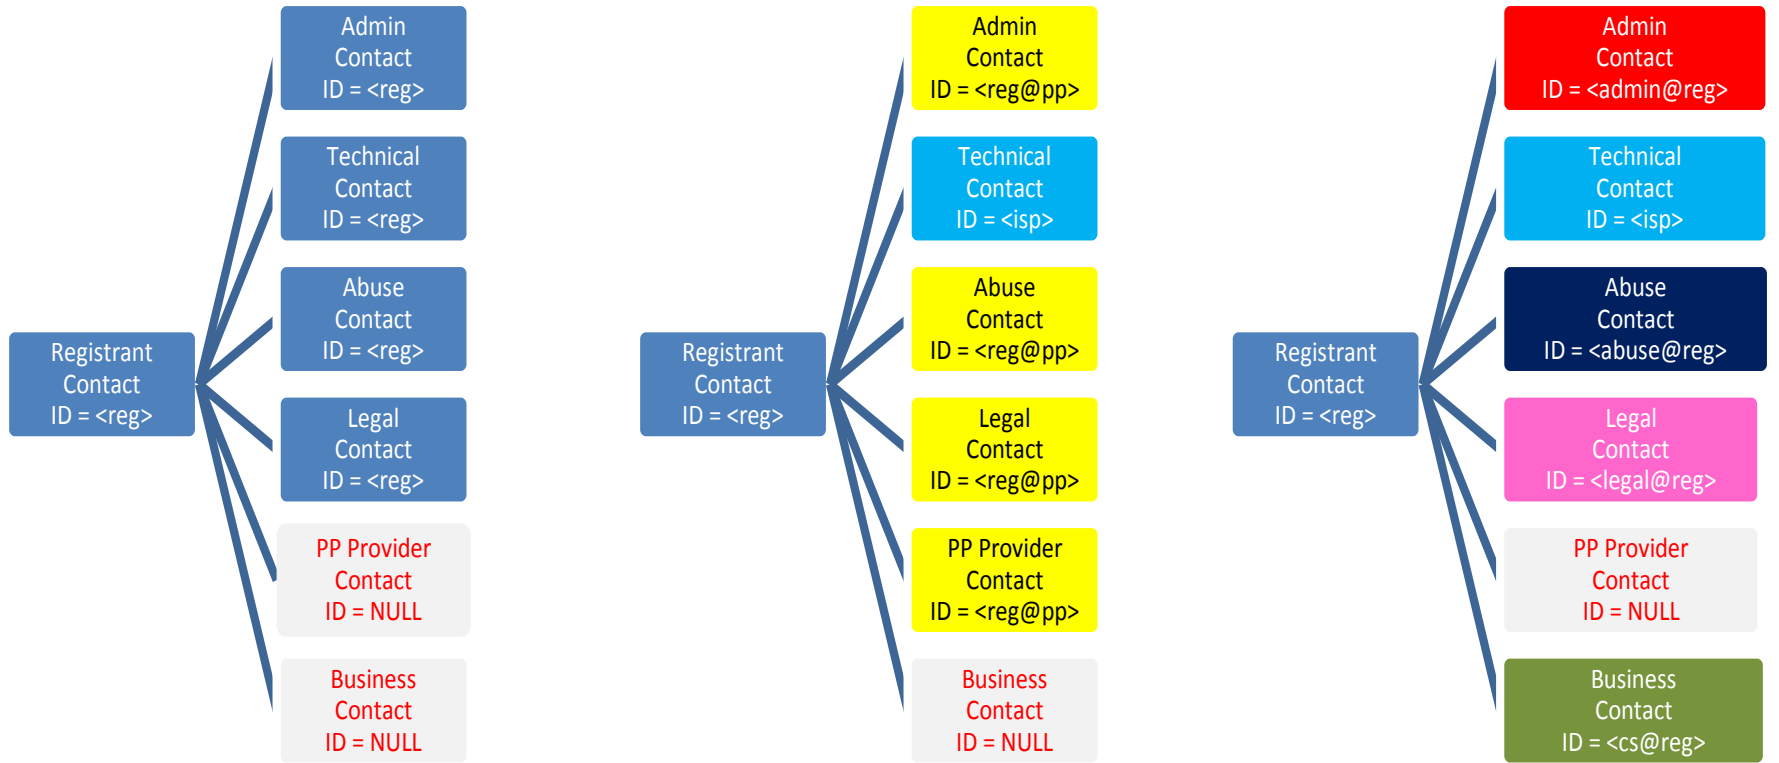 Admin
Contact
ID = <reg>
Technical
Contact
ID = <reg>
Abuse
Contact
ID = <reg>
Registrant
Contact
ID = <reg>
Legal
Contact
ID = <reg>
PP Provider
Contact
ID = NULL
Business
Contact
ID = NULL
Admin
Contact
ID = <reg@pp>
Technical
Contact
ID = <isp>
Abuse
Contact
ID = <reg@pp>
Registrant
Contact
ID = <reg>
Legal
Contact
ID = <reg@pp>
PP Provider
Contact
ID = <reg@pp>
Business
Contact
ID = NULL
Admin
Contact
ID = <admin@reg>
Technical
Contact
ID = <isp>
Abuse
Contact
ID = <abuse@reg>
Registrant
Contact
ID = <reg>
Legal
Contact
ID = <legal@reg>
PP Provider
Contact
ID = NULL
Business
Contact
ID = <cs@reg>